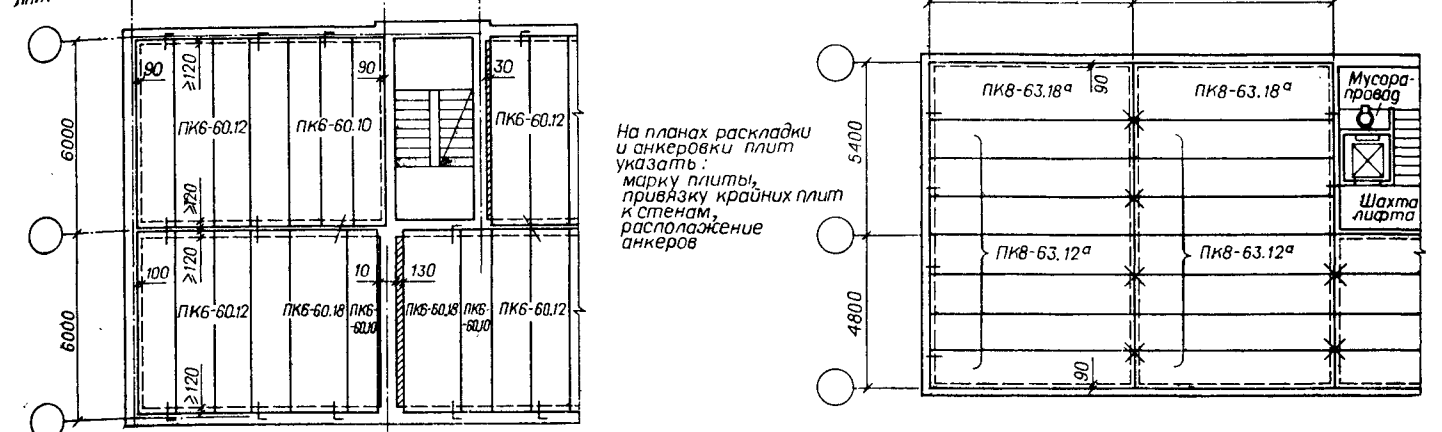 90
≥120
90
30
ПК6-60.12
ПК6-60.10
ПК6-60.12
6000
≥120
≥120
100
10
130
ПК6-60.12
ПК6-60.18
ПК6-
-60.10
ПК6-60.18
ПК6-
-60.10
ПК6-60.12
6000
≥120
На планах раскладки
и анкеровки плит
указать:
марку плиты,
привязку крайних плит
к стенам,
расположение
анкеров
ПК8-63.18ª
90
ПК8-63.18ª
Мусора-
провад
5400
Шахта
лифта
ПК8-63.12ª
ПК8-63.12ª
4800
90